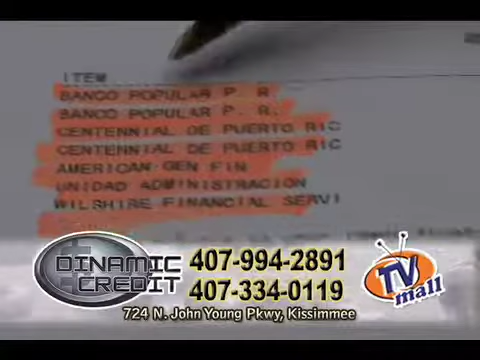 ITEM
BANCO POPULAR P. R
BANCO POPULAR P. R.
CENTENNIAL DE PUERTO RIC
CENTENNIAL DE PUERTO RIC
AMERICAN GEN FIN
UNIDAD ADMINISTRACION
WILSHIRE FINANCIAL SERVI
DINAMIC CREDIT
407-994-2891
407-334-0119
TV mall
724 N. John Young Pkwy, Kissimmee